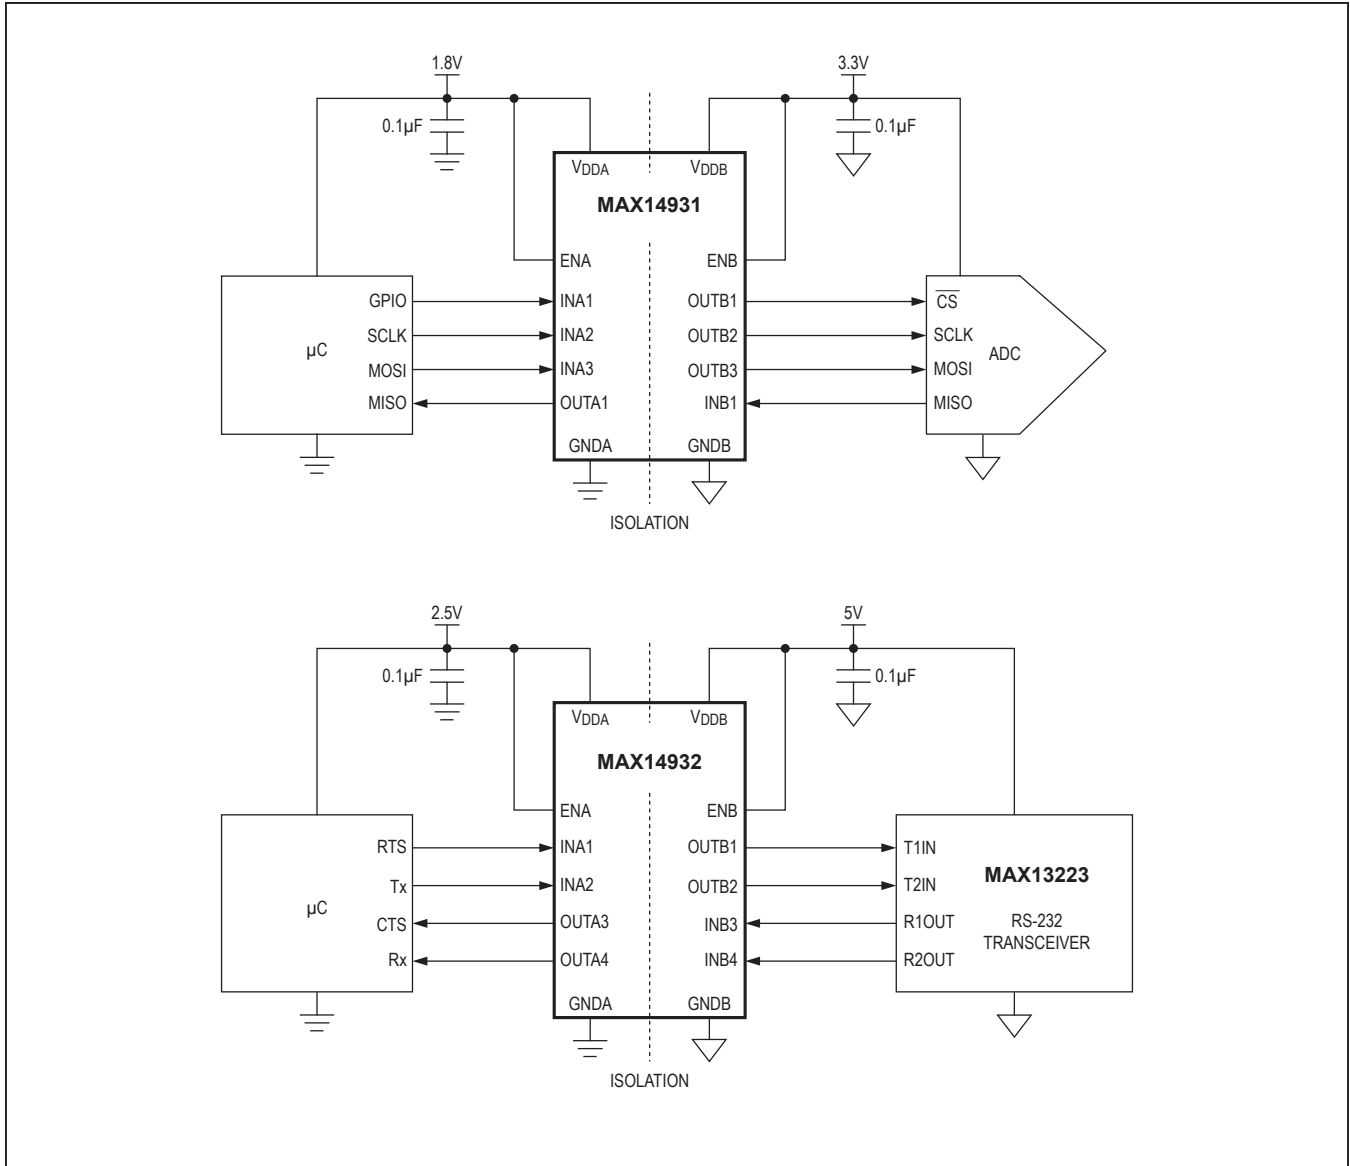 1.8V 3.3V
0.1µF 0.1µF
VDDA VDDB
MAX14931
ENA ENB
GPIO INA1 OUTB1 CS
SCLK INA2 OUTB2 SCLK
µC ADC
MOSI INA3 OUTB3 MOSI
MISO OUTA1 INB1 MISO
GNDA GNDB
ISOLATION
2.5V 5V
0.1µF 0.1µF
VDDA VDDB
MAX14932
ENA ENB
RTS INA1 OUTB1 T1IN
MAX13223
Tx INA2 OUTB2 T2IN
µC
CTS OUTA3 INB3 R1OUT RS-232
TRANSCEIVER
Rx OUTA4 INB4 R2OUT
GNDA GNDB
ISOLATION